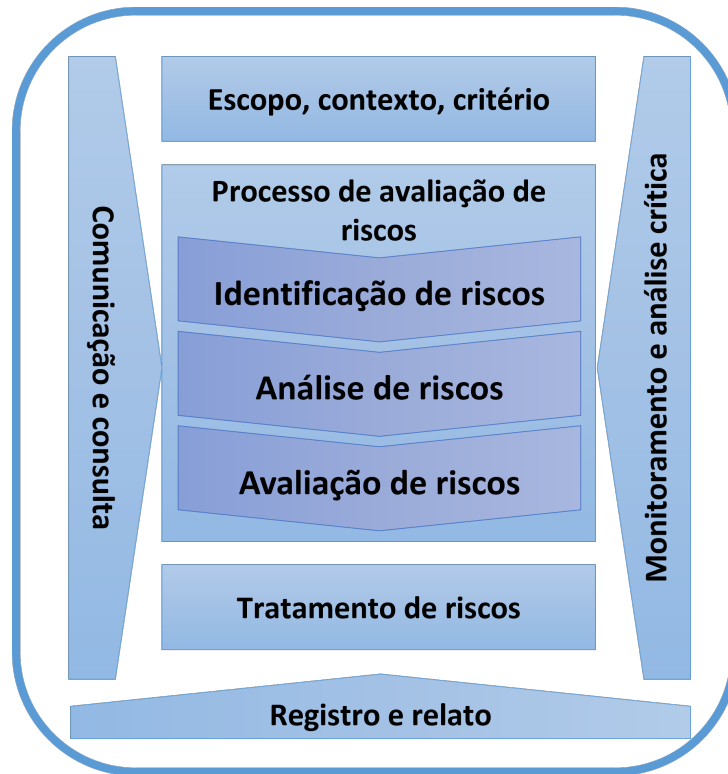 Escopo, contexto, critério
Processo de avaliação de
riscos
Identificação de riscos
Análise de riscos
Avaliação de riscos
Tratamento de riscos
Comunicação e consulta
Monitoramento e análise crítica
Registro e relato